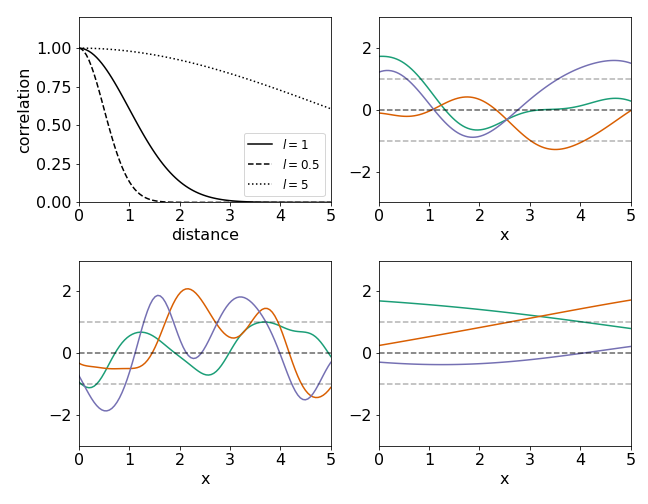 correlation
1.00
0.75
0.50
0.25
0.00
l = 1
l = 0.5
l = 5
0 1 2 3 4 5
distance
2
0
−2
0 1 2 3 4 5
x
2
0
−2
0 1 2 3 4 5
x
2
0
−2
0 1 2 3 4 5
x